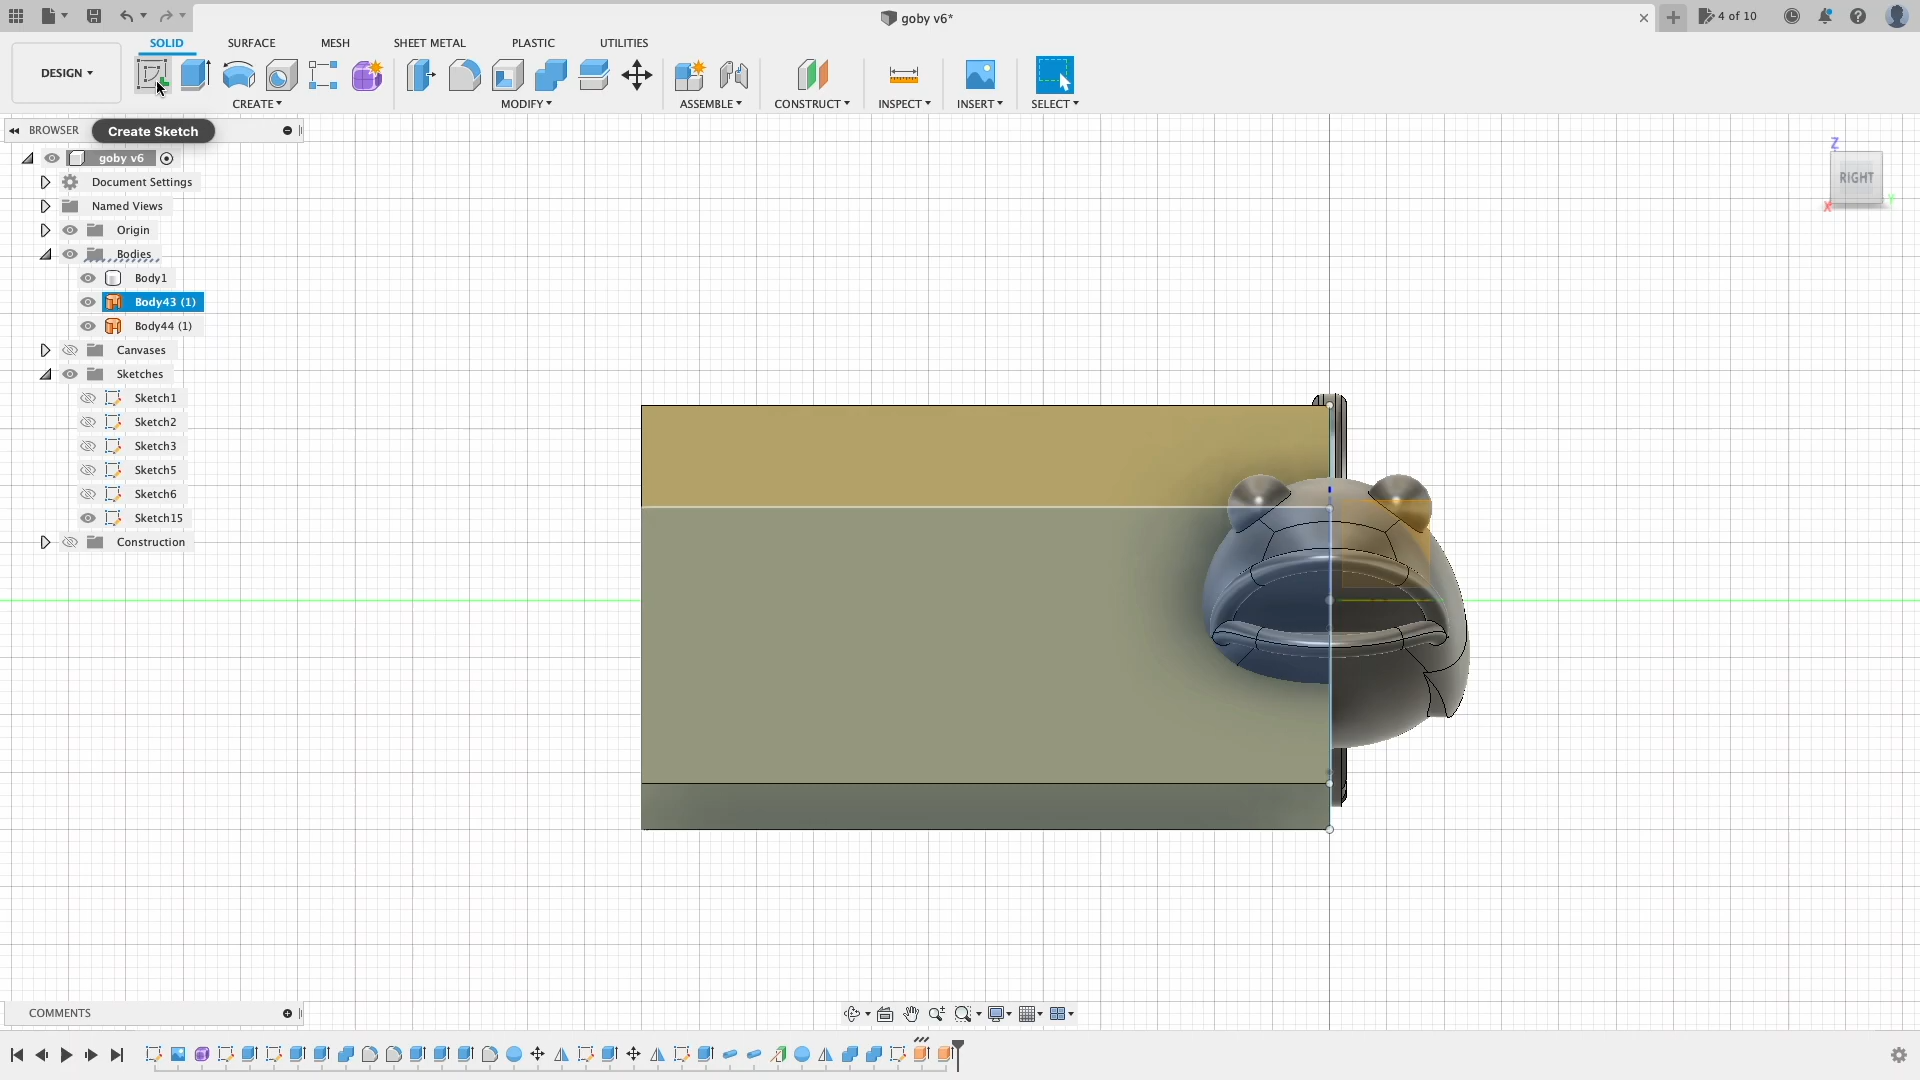 goby v6*
4 of 10
DESIGN
SOLID
SURFACE
MESH
SHEET METAL
PLASTIC
UTILITIES
CREATE
MODIFY
ASSEMBLE
CONSTRUCT
INSPECT
INSERT
SELECT
BROWSER
Create Sketch
goby v6
Document Settings
Named Views
Origin
Bodies
Body1
Body43 (1)
Body44 (1)
Canvases
Sketches
Sketch1
Sketch2
Sketch3
Sketch5
Sketch6
Sketch15
Construction
Z
RIGHT
X
Y
COMMENTS